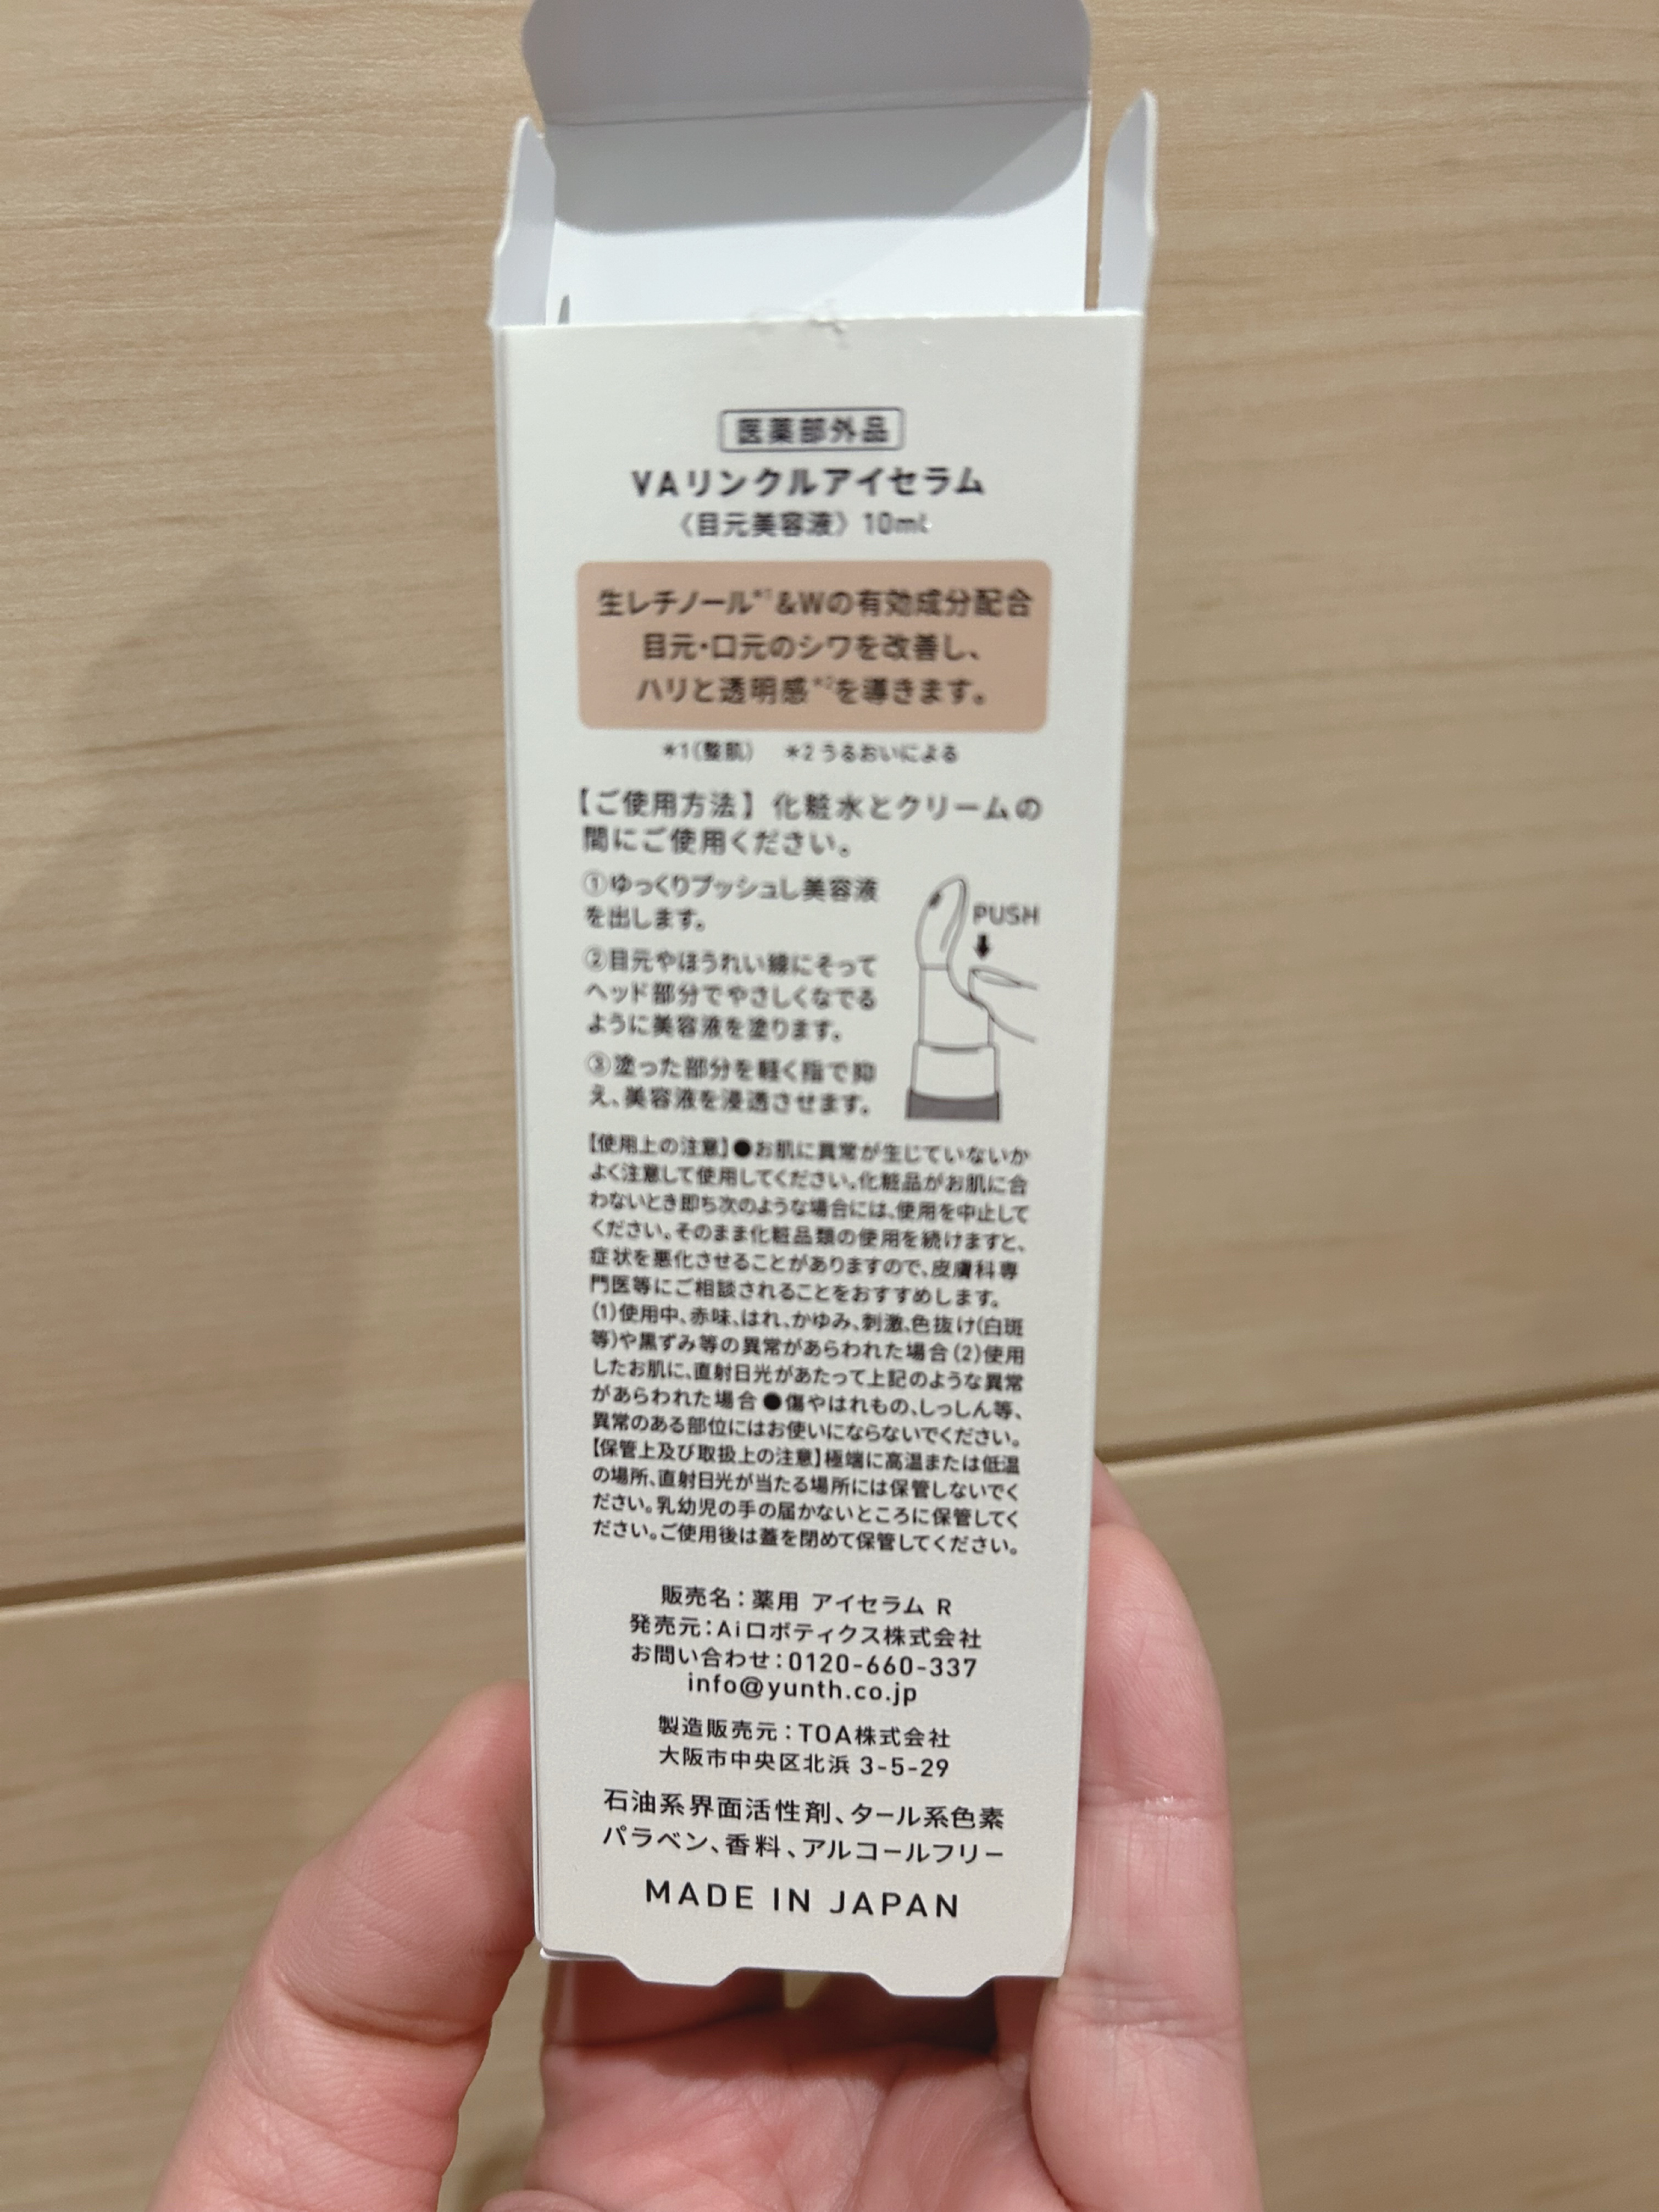 医薬部外品
VAリンクルアイセラム
〈目元美容液〉10mL
生レチノール*1&Wの有効成分配合
目元・口元のシワを改善し、
ハリと透明感*2を導きます。
*1(整肌) *2 うるおいによる
【ご使用方法】化粧水とクリームの
間にご使用ください。
①ゆっくりプッシュし美容液
を出します。
②目元やほうれい線にそって
ヘッド部分でやさしくなでる
ように美容液を塗ります。
③塗った部分を軽く指で抑
え、美容液を浸透させます。
PUSH
【使用上の注意】●お肌に異常が生じていないか
よく注意して使用してください。化粧品がお肌に合
わないとき即ち次のような場合には、使用を中止して
ください。そのまま化粧品類の使用を続けますと、
症状を悪化させることがありますので、皮膚科専
門医等にご相談されることをおすすめします。
(1)使用中、赤味、はれ、かゆみ、刺激、色抜け(白斑
等)や黒ずみ等の異常があらわれた場合(2)使用
したお肌に、直射日光があたって上記のような異常
があらわれた場合●傷やはれもの、しっしん等、
異常のある部位にはお使いにならないでください。
【保管上及び取扱上の注意】極端に高温または低温
の場所、直射日光が当たる場所には保管しないでく
ださい。乳幼児の手の届かないところに保管してく
ださい。ご使用後は蓋を閉めて保管してください。
販売名：薬用 アイセラム R
発売元：Aiロボティクス株式会社
お問い合わせ：0120-660-337
info@yunth.co.jp
製造販売元：TOA株式会社
大阪市中央区北浜 3-5-29
石油系界面活性剤、タール系色素
パラベン、香料、アルコールフリー
MADE IN JAPAN